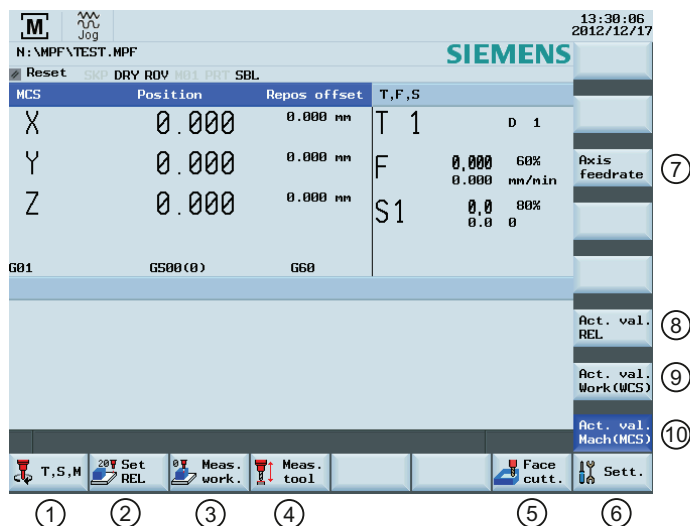 M
Jog
13:30:06
2012/12/17
N:\MPF\TEST.MPF
SIEMENS
Reset SKP DRY ROV M01 PRT SBL
MCS Position Repos offset T,F,S
X 0.000 0.000 mm T 1 D 1
Y 0.000 0.000 mm F 0,000 60%
0.000 mm/min
Z 0.000 0.000 mm S1 0,0 80%
0.0 0
G01 G500(0) G60
Axis
feedrate
7
Act. val.
REL
8
Act. val.
Work(WCS)
9
Act. val.
Mach(MCS)
10
T,S,M
20 Set
REL
0 Meas.
work.
Meas.
tool
Face
cutt.
Sett.
1 2 3 4 5 6